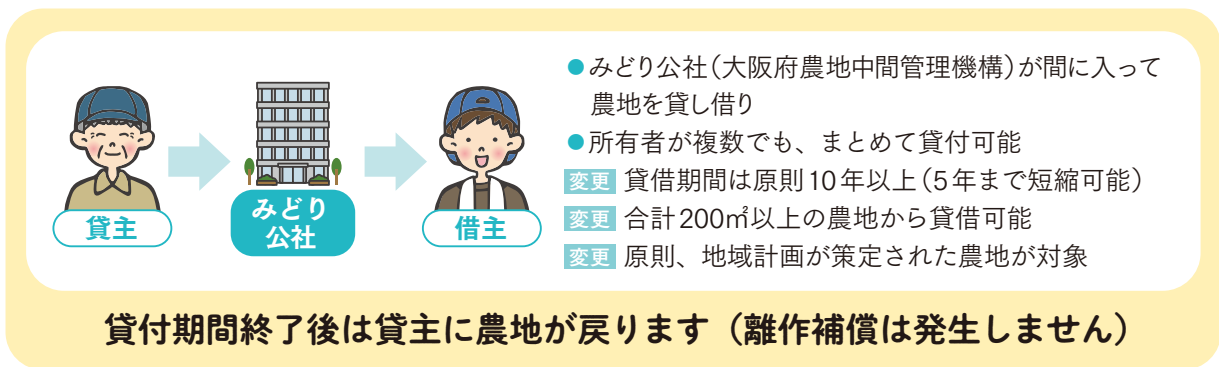 貸主
みどり
公社
借主
●みどり公社（大阪府農地中間管理機構）が間に入って
農地を貸し借り
●所有者が複数でも、まとめて貸付可能
変更 貸借期間は原則10年以上（5年まで短縮可能）
変更 合計200㎡以上の農地から貸借可能
変更 原則、地域計画が策定された農地が対象
貸付期間終了後は貸主に農地が戻ります（離作補償は発生しません）